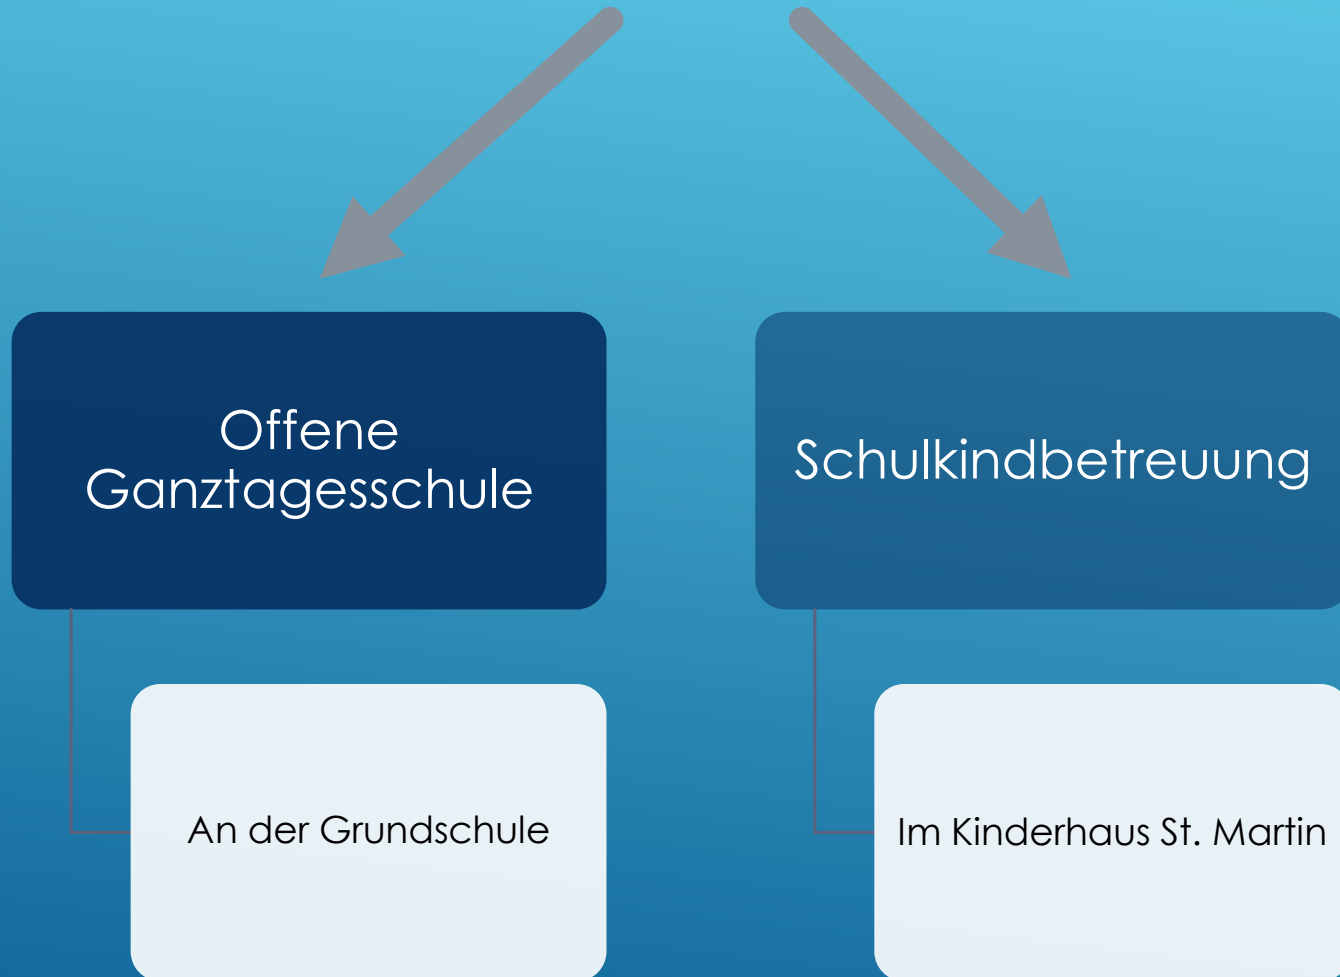 Offene
Ganztagesschule
Schulkindbetreuung
An der Grundschule
Im Kinderhaus St. Martin